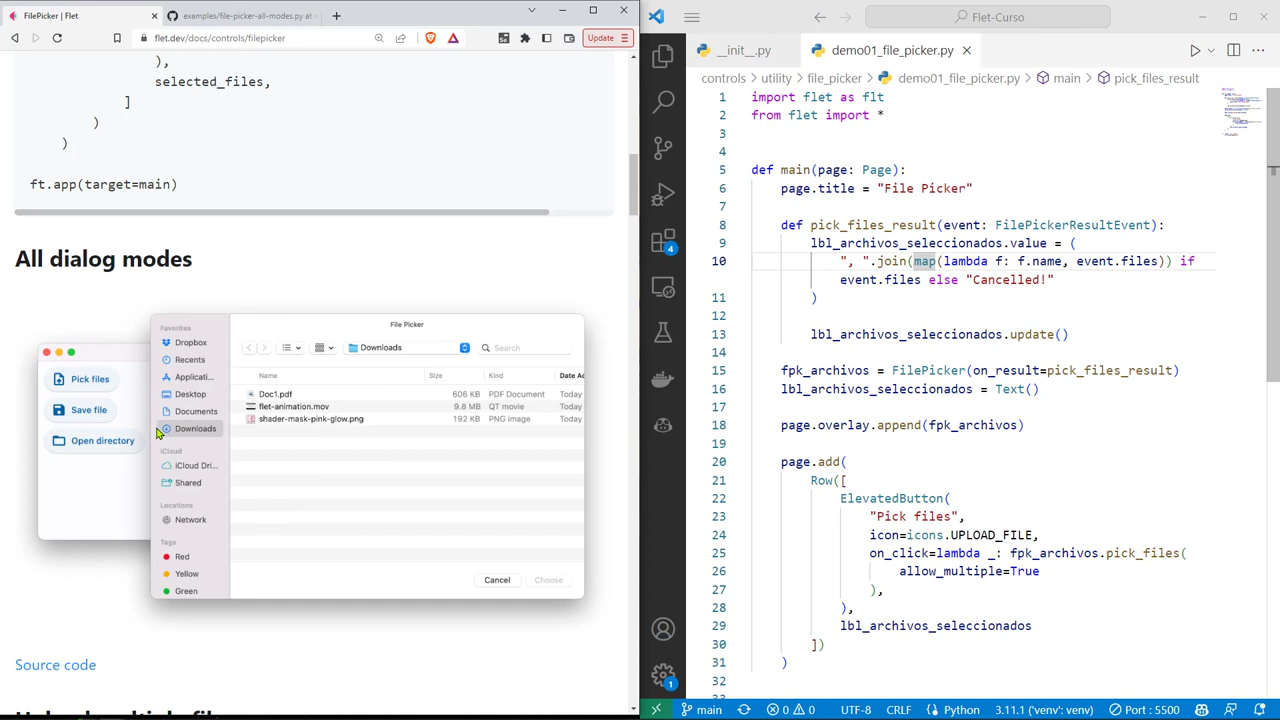 FilePicker | Flet
examples/file-picker-all-modes.py at m
flet.dev/docs/controls/filepicker
Update
),
selected_files,
]
)
)
ft.app(target=main)
All dialog modes
Pick files
Save file
Open directory
File Picker
Favorites
Dropbox
Recents
Applicati...
Desktop
Documents
Downloads
iCloud
iCloud Dri...
Shared
Locations
Network
Tags
Red
Yellow
Green
Downloads
Search
Name Size Kind Date Ad
Doc1.pdf 606 KB PDF Document Today
flet-animation.mov 9.8 MB QT movie Today
shader-mask-pink-glow.png 192 KB PNG image Today
Cancel Choose
Source code
Flet-Curso
__init__.py
demo01_file_picker.py
controls > utility > file_picker > demo01_file_picker.py > main > pick_files_result
4
1
1 import flet as flt
2 from flet import *
3
4
5 def main(page: Page):
6 page.title = "File Picker"
7
8 def pick_files_result(event: FilePickerResultEvent):
9 lbl_archivos_seleccionados.value = (
10 ", ".join(map(lambda f: f.name, event.files)) if
event.files else "Cancelled!"
11 )
12
13 lbl_archivos_seleccionados.update()
14
15 fpk_archivos = FilePicker(on_result=pick_files_result)
16 lbl_archivos_seleccionados = Text()
17
18 page.overlay.append(fpk_archivos)
19
20 page.add(
21 Row([
22 ElevatedButton(
23 "Pick files",
24 icon=icons.UPLOAD_FILE,
25 on_click=lambda _: fpk_archivos.pick_files(
26 allow_multiple=True
27 ),
28 ),
29 lbl_archivos_seleccionados
30 ])
31 )
32
main 0 0 UTF-8 CRLF Python 3.11.1 ('venv': venv) Port : 5500